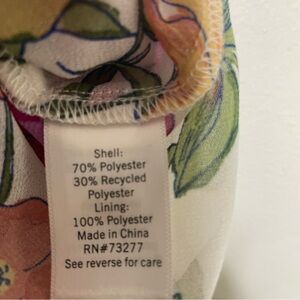 Shell:
70% Polyester
30% Recycled
Polyester
Lining:
100% Polyester
Made in China
RN#73277
See reverse for care